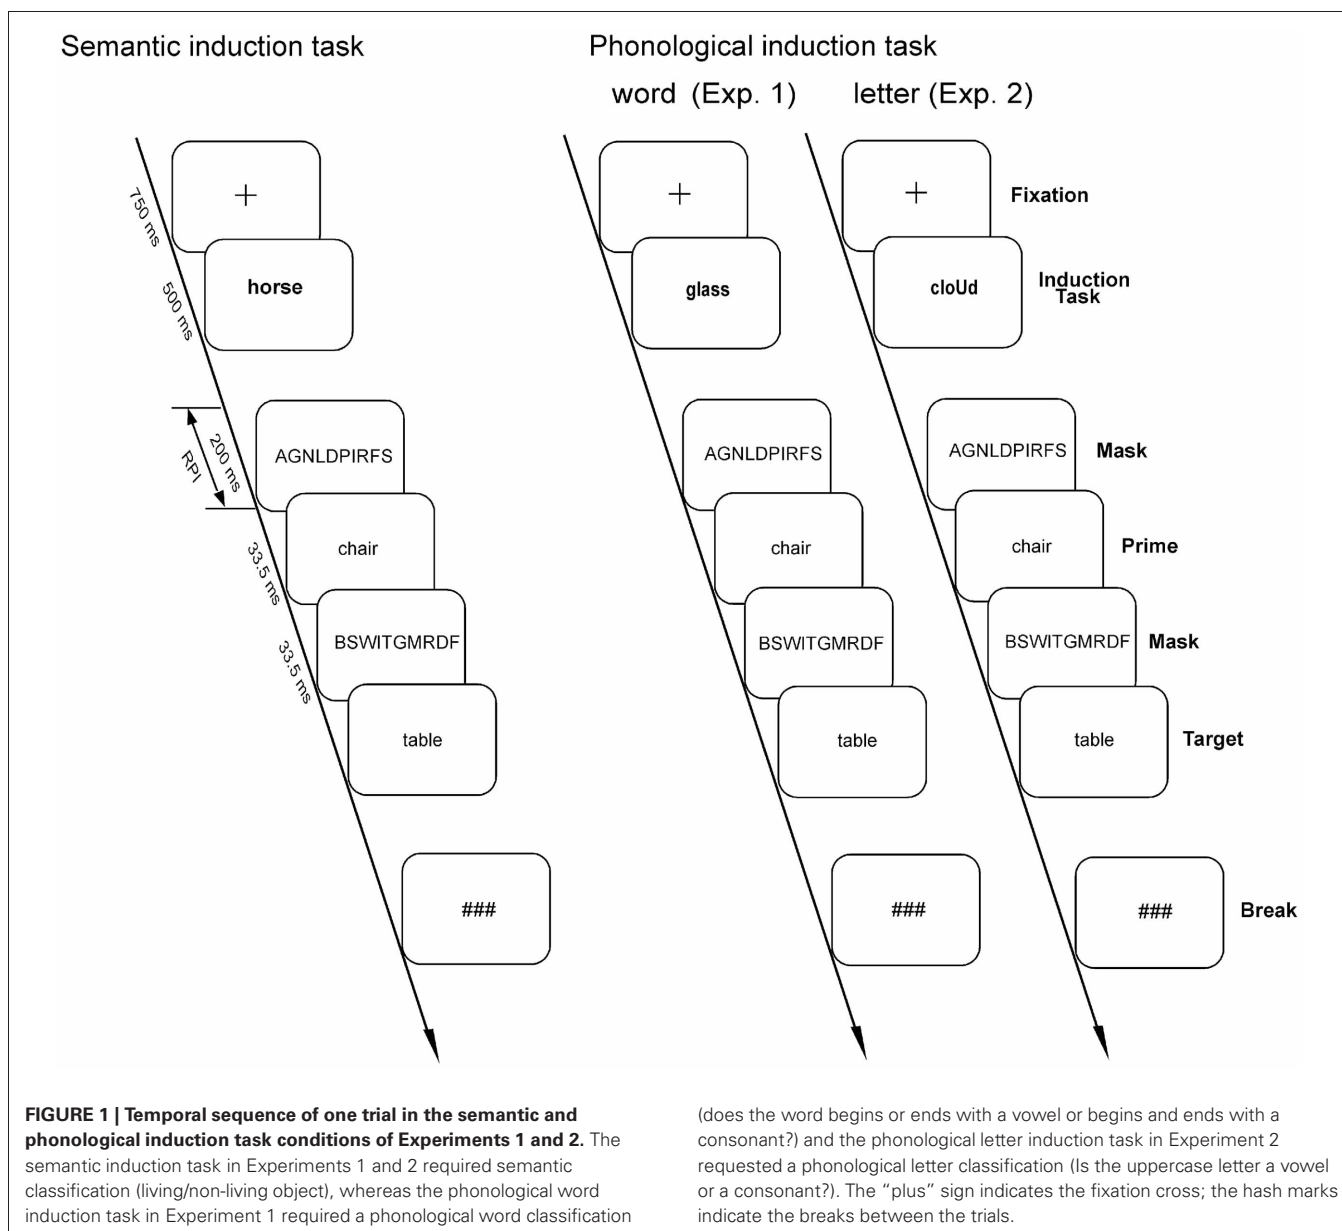 Semantic induction task
Phonological induction task
word (Exp. 1)
letter (Exp. 2)
750 ms
500 ms
200 ms
RPI
33.5 ms
33.5 ms
+
horse
AGNLDPIRFS
chair
BSWITGMRDF
table
###
+
glass
AGNLDPIRFS
chair
BSWITGMRDF
table
###
+
cloUd
AGNLDPIRFS
chair
BSWITGMRDF
table
###
Fixation
Induction
Task
Mask
Prime
Mask
Target
Break
FIGURE 1 | Temporal sequence of one trial in the semantic and
phonological induction task conditions of Experiments 1 and 2. The
semantic induction task in Experiments 1 and 2 required semantic
classification (living/non-living object), whereas the phonological word
induction task in Experiment 1 required a phonological word classification
(does the word begins or ends with a vowel or begins and ends with a
consonant?) and the phonological letter induction task in Experiment 2
requested a phonological letter classification (Is the uppercase letter a vowel
or a consonant?). The “plus” sign indicates the fixation cross; the hash marks
indicate the breaks between the trials.